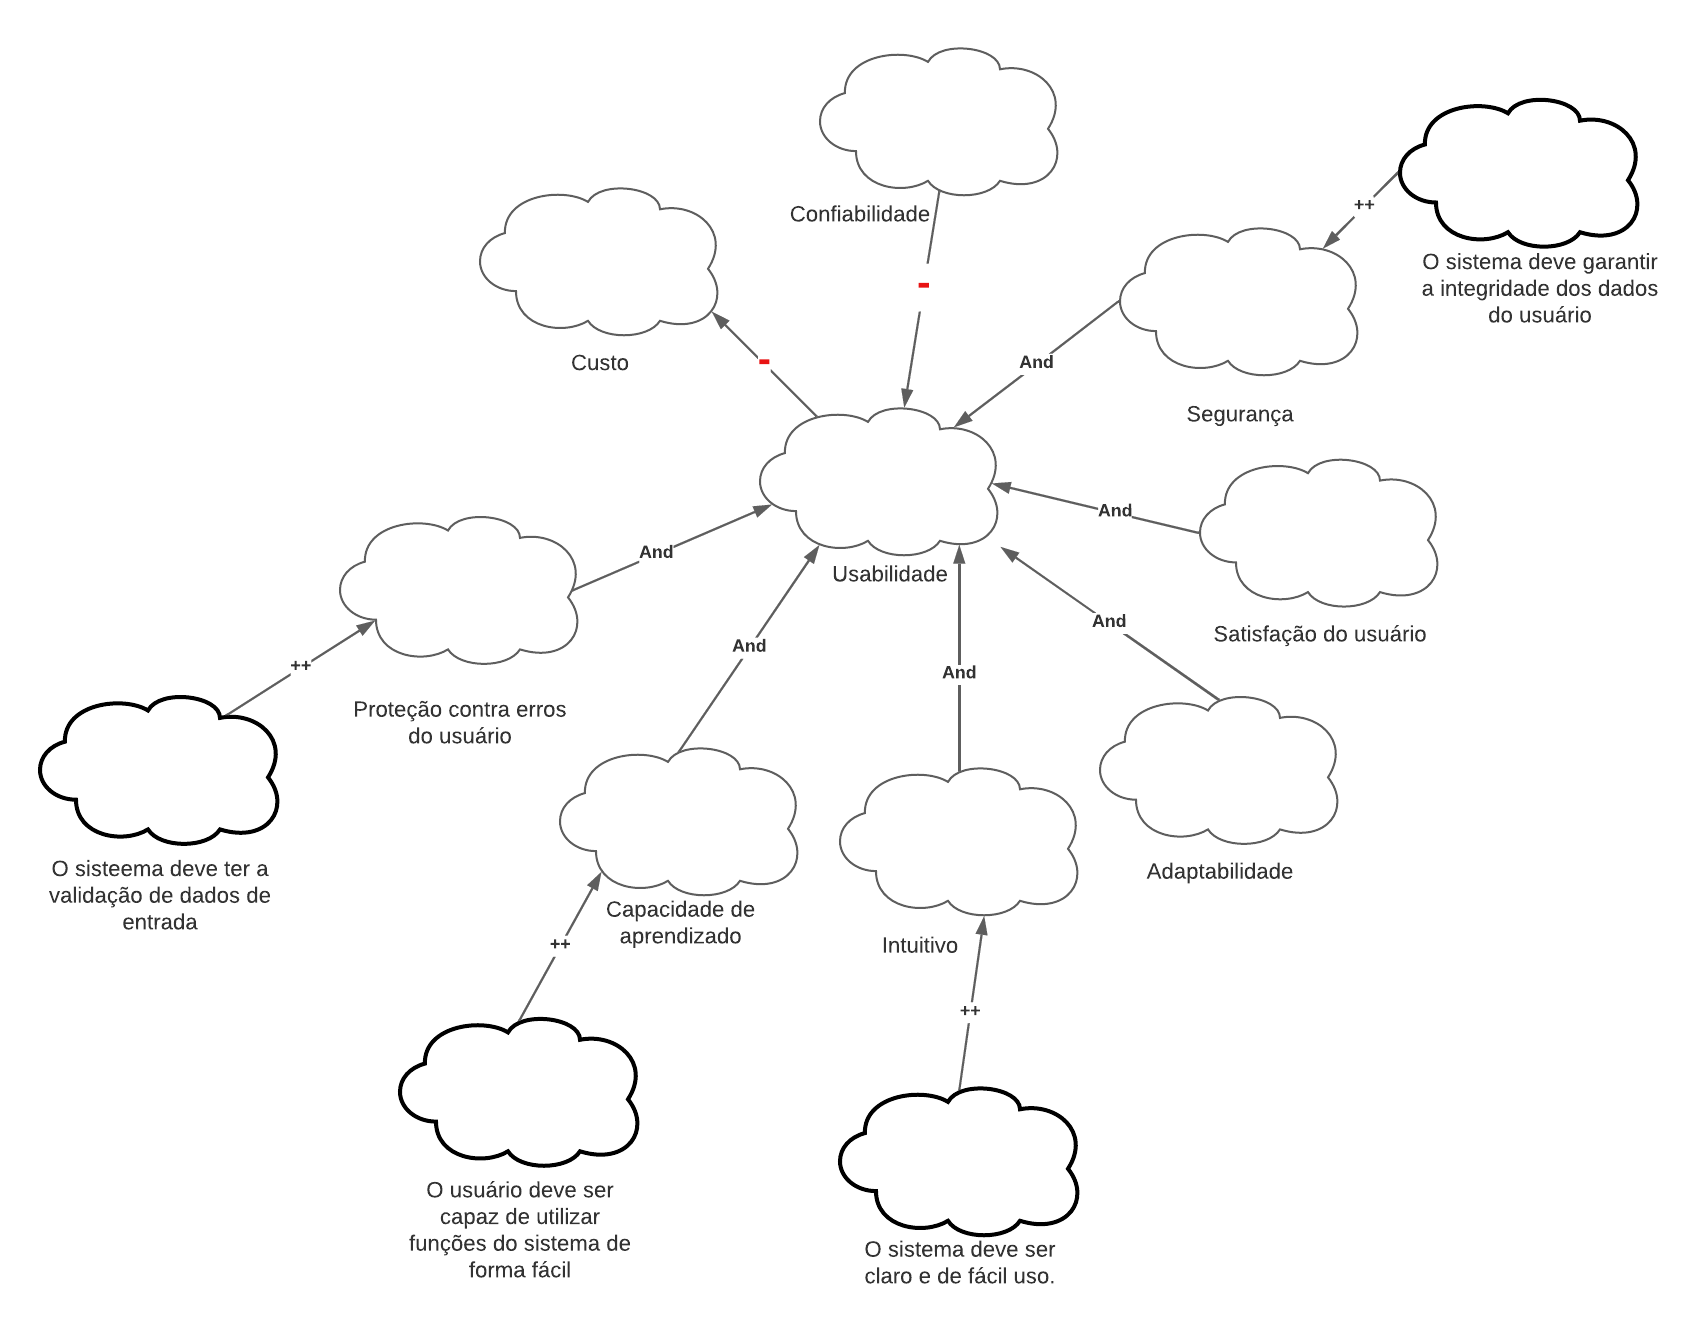 Confiabilidade
++
O sistema deve garantir
a integridade dos dados
do usuário
-
Custo
-
And
Segurança
And
Usabilidade
And
Satisfação do usuário
And
And
And
++
Proteção contra erros
do usuário
O sisteema deve ter a
validação de dados de
entrada
Adaptabilidade
Capacidade de
aprendizado
++
Intuitivo
++
O usuário deve ser
capaz de utilizar
funções do sistema de
forma fácil
O sistema deve ser
claro e de fácil uso.